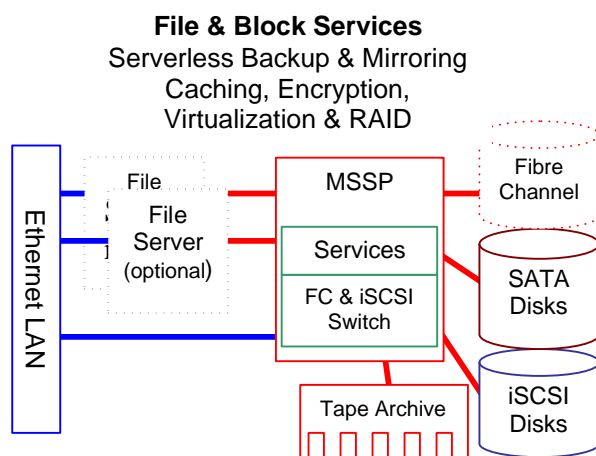 File & Block Services
Serverless Backup & Mirroring
Caching, Encryption,
Virtualization & RAID
Ethernet LAN
File
File
Server
(optional)
MSSP
Services
FC & iSCSI
Switch
Fibre
Channel
SATA
Disks
iSCSI
Disks
Tape Archive